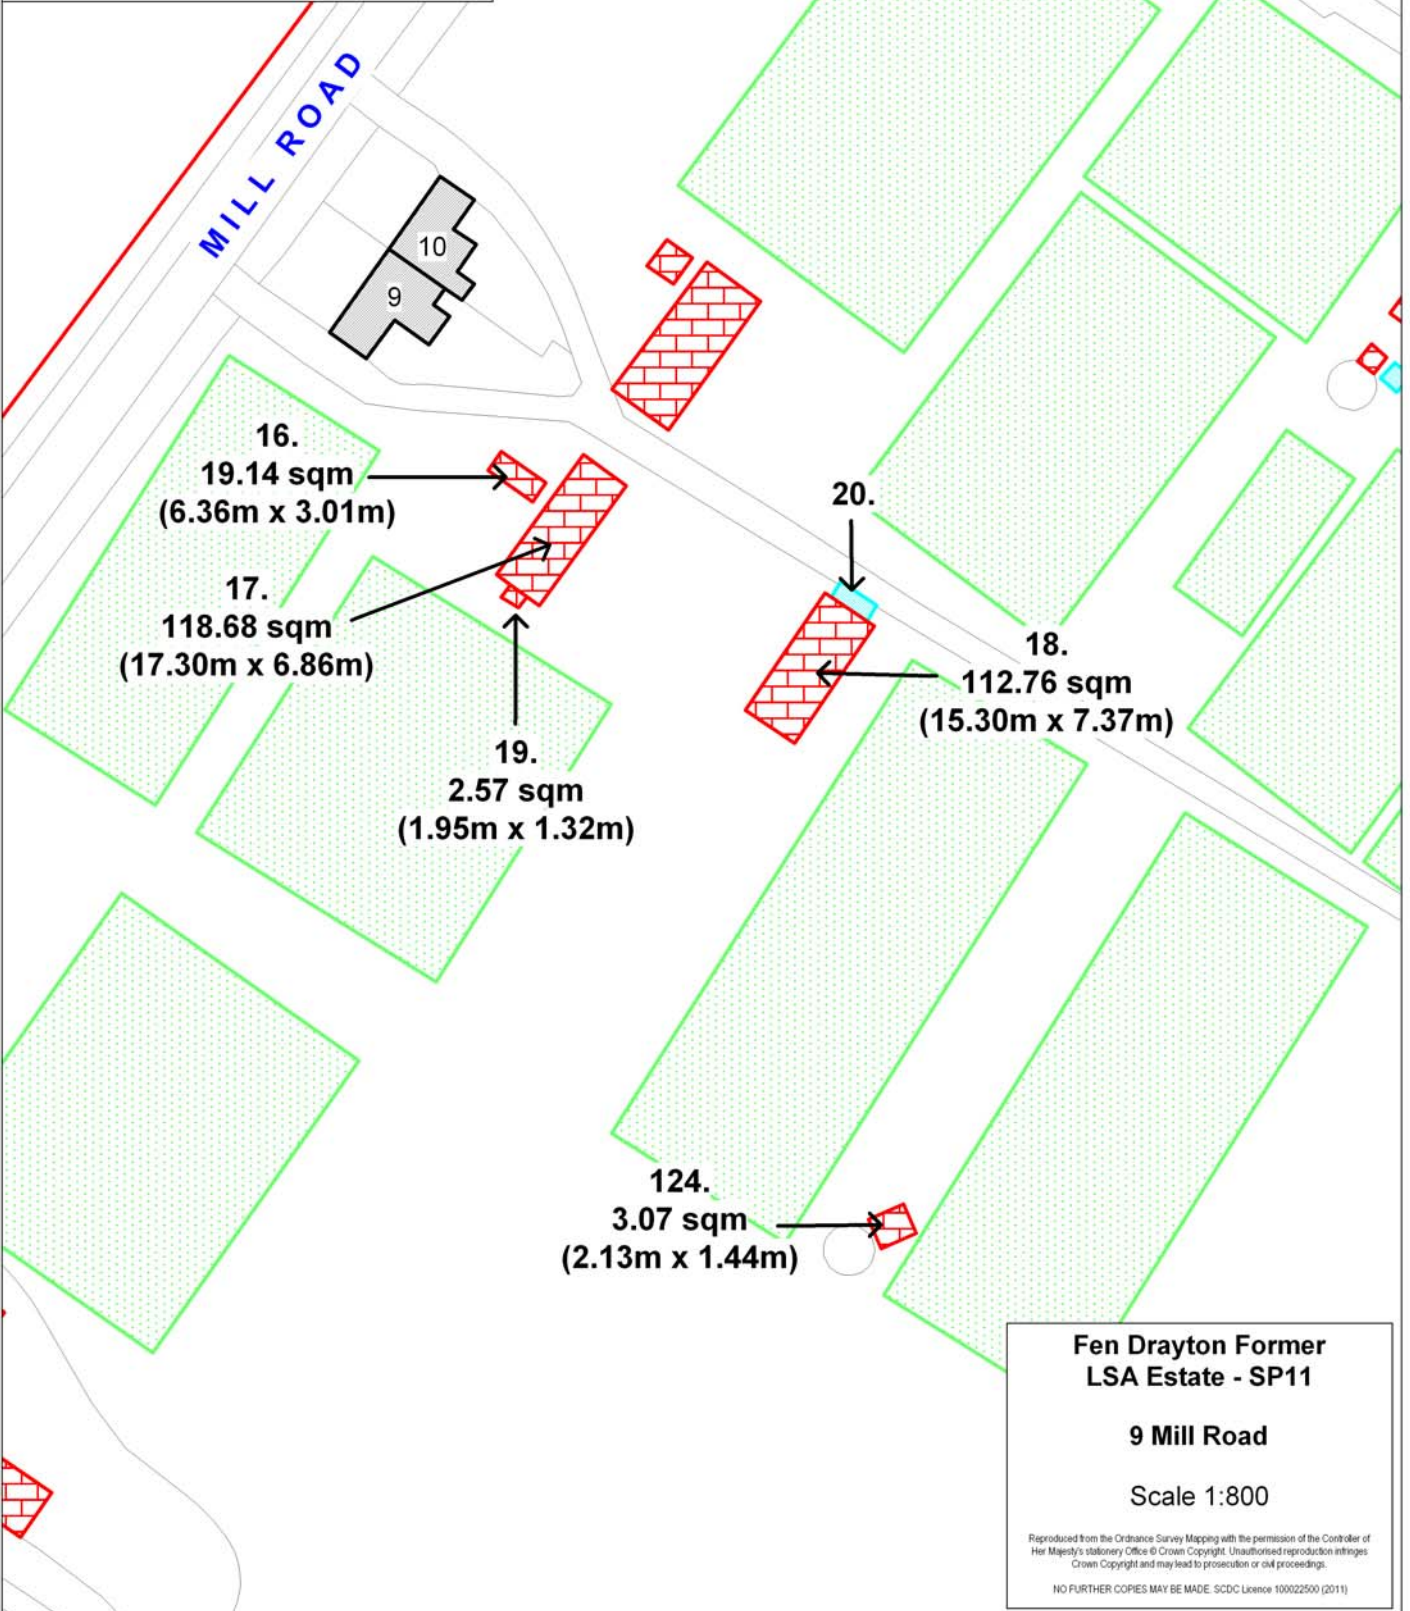 MILL ROAD
10
9
16.
19.14 sqm
(6.36m x 3.01m)
20.
17.
118.68 sqm
(17.30m x 6.86m)
18.
112.76 sqm
(15.30m x 7.37m)
19.
2.57 sqm
(1.95m x 1.32m)
124.
3.07 sqm
(2.13m x 1.44m)
Fen Drayton Former
LSA Estate - SP11
9 Mill Road
Scale 1:800
Reproduced from the Ordnance Survey Mapping with the permission of the Controller of
Her Majesty's stationery Office © Crown Copyright. Unauthorised reproduction infringes
Crown Copyright and may lead to prosecution or civil proceedings.
NO FURTHER COPIES MAY BE MADE. SCDC Licence 100022500 (2011)